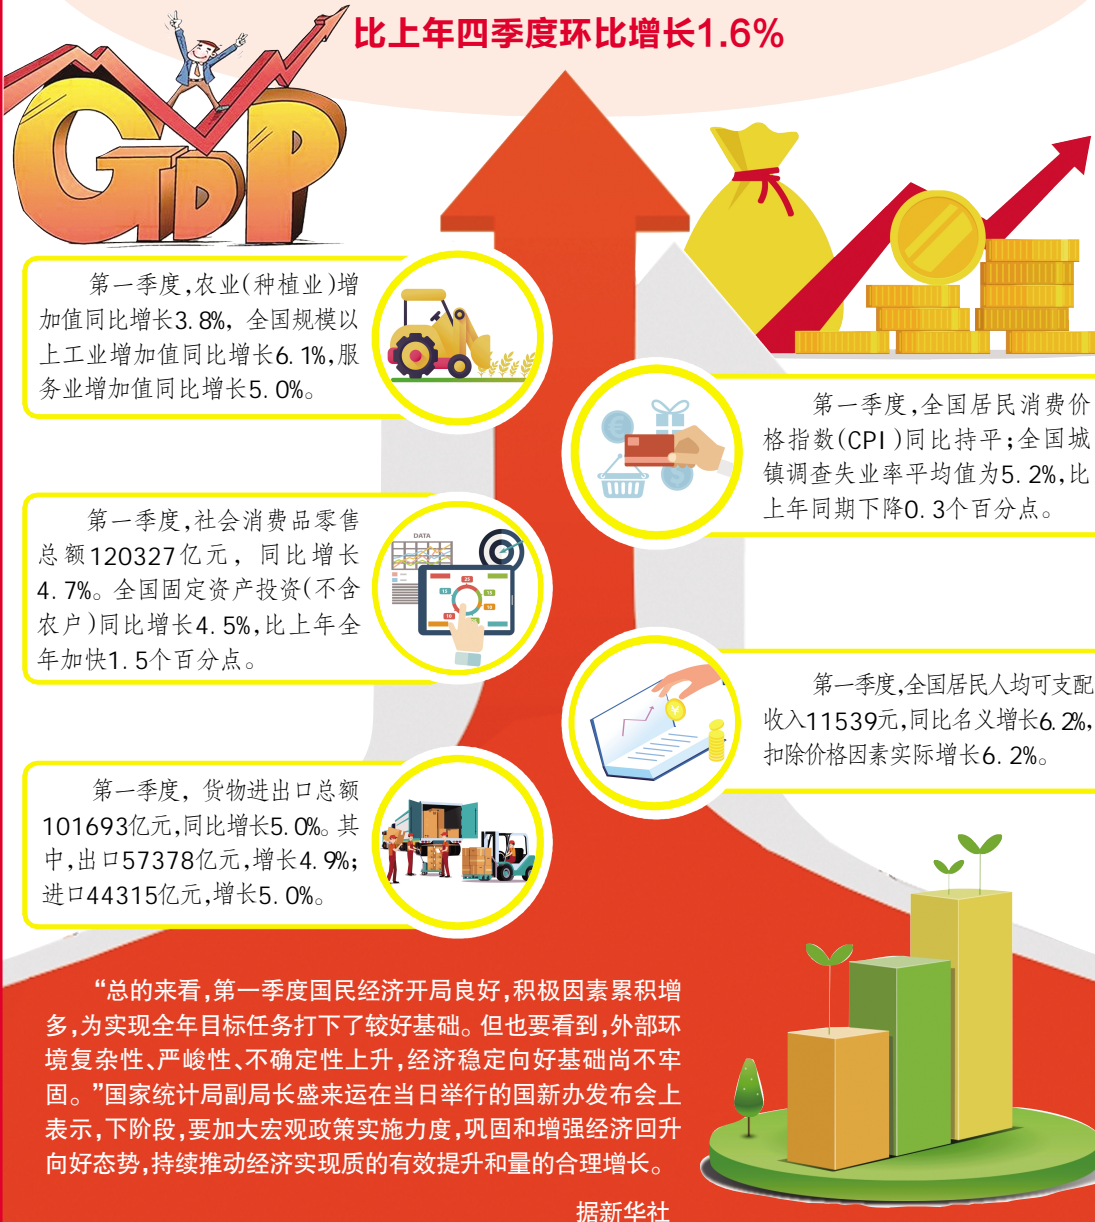 比上年四季度环比增长1.6%
GDP
第一季度,农业(种植业)增
加值同比增长3.8%,全国规模以
上工业增加值同比增长6.1%,服
务业增加值同比增长5.0%。
第一季度,全国居民消费价
格指数(CPI)同比持平;全国城
镇调查失业率平均值为5.2%,比
上年同期下降0.3个百分点。
第一季度,社会消费品零售
总额120327亿元,同比增长
4.7%。全国固定资产投资(不含
农户)同比增长4.5%,比上年全
年加快1.5个百分点。
DATA
第一季度,全国居民人均可支配
收入11539元,同比名义增长6.2%,
扣除价格因素实际增长6.2%。
第一季度,货物进出口总额
101693亿元,同比增长5.0%。其
中,出口57378亿元,增长4.9%;
进口44315亿元,增长5.0%。
“总的来看,第一季度国民经济开局良好,积极因素累积增
多,为实现全年目标任务打下了较好基础。但也要看到,外部环
境复杂性、严峻性、不确定性上升,经济稳定向好基础尚不牢
固。”国家统计局副局长盛来运在当日举行的国新办发布会上
表示,下阶段,要加大宏观政策实施力度,巩固和增强经济回升
向好态势,持续推动经济实现质的有效提升和量的合理增长。
据新华社